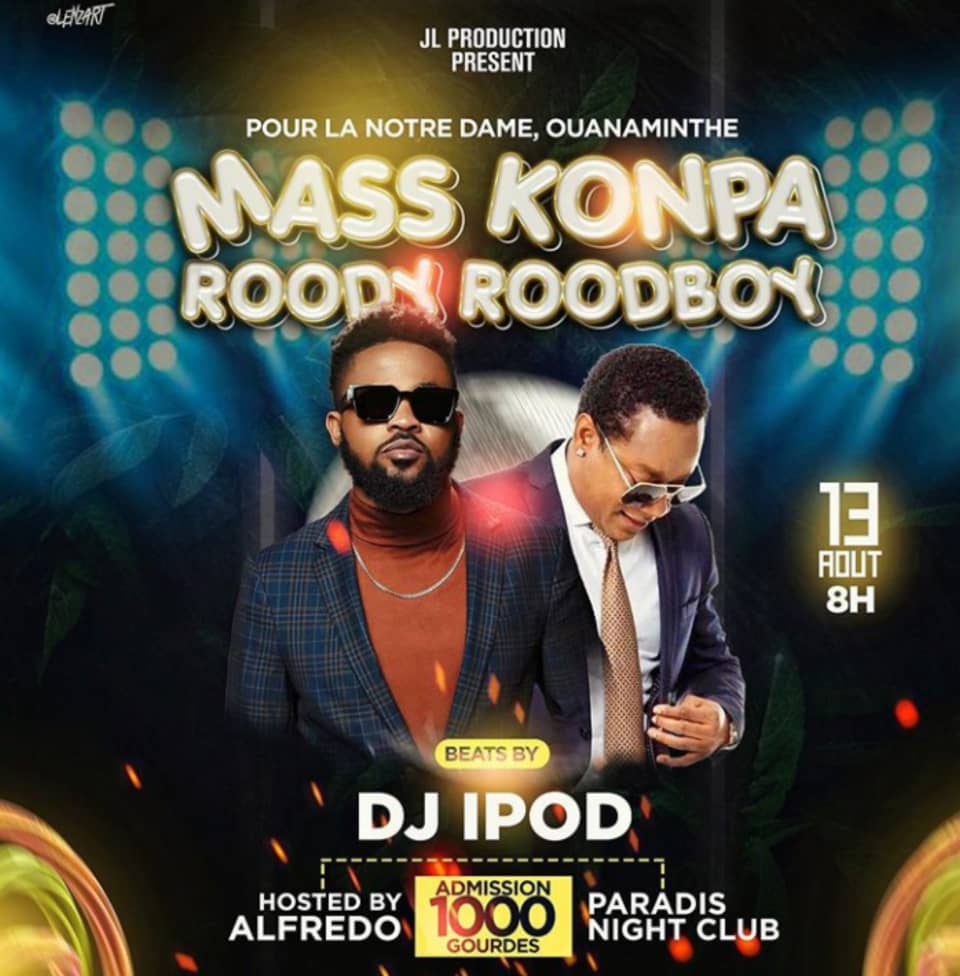 @LENZART
JL PRODUCTION
PRESENT
POUR LA NOTRE DAME, OUANAMINTHE
MASS KONPA
ROODY ROODBOY
13
AOUT
8H
BEATS BY
DJ IPOD
HOSTED BY
ALFREDO
ADMISSION
1000
GOURDES
PARADIS
NIGHT CLUB